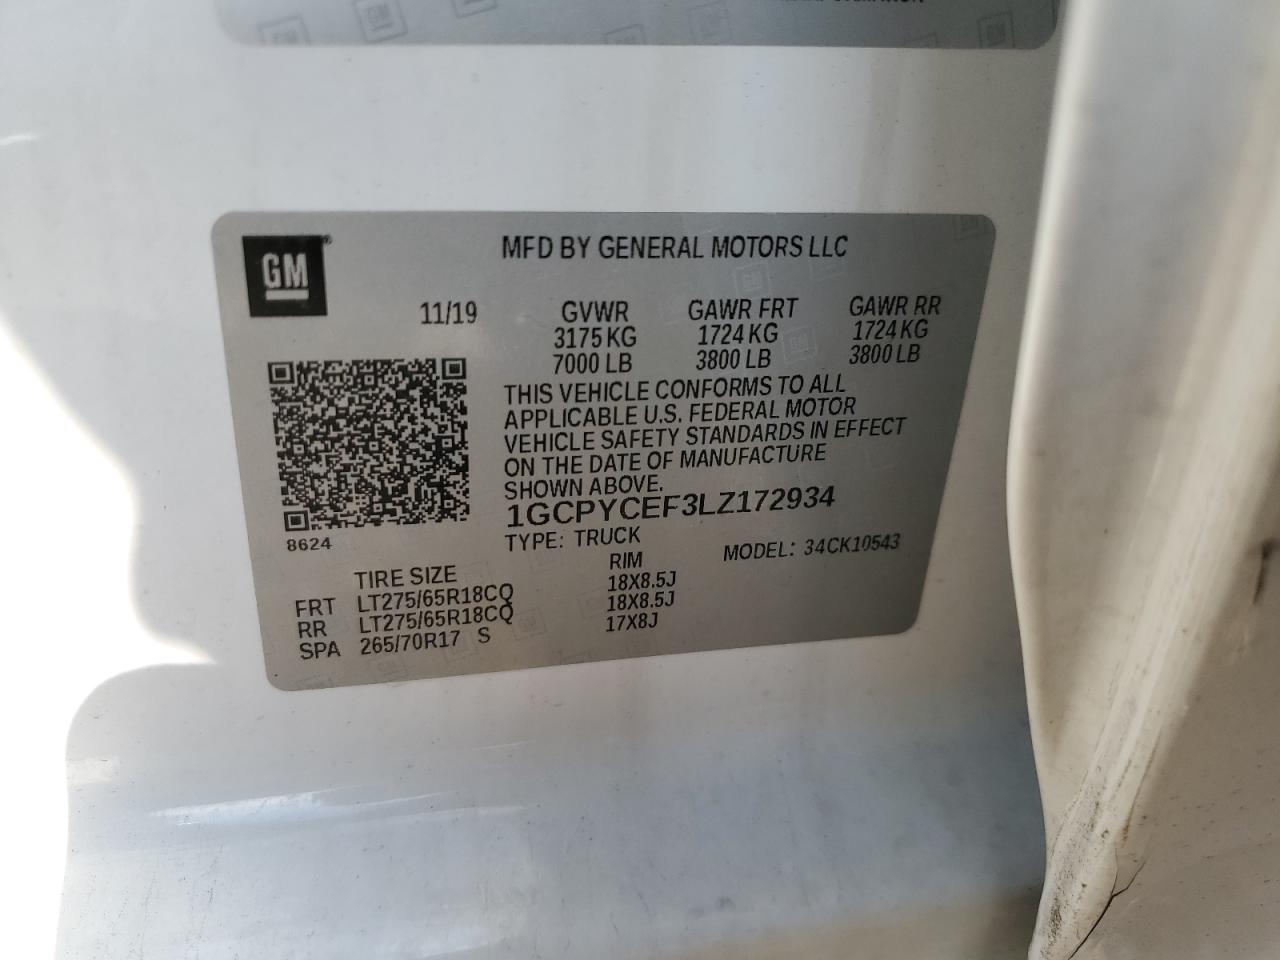 GM
MFD BY GENERAL MOTORS LLC
11/19 GVWR GAWR FRT GAWR RR
3175 KG 1724 KG 1724 KG
7000 LB 3800 LB 3800 LB
THIS VEHICLE CONFORMS TO ALL
APPLICABLE U.S. FEDERAL MOTOR
VEHICLE SAFETY STANDARDS IN EFFECT
ON THE DATE OF MANUFACTURE
SHOWN ABOVE.
1GCPYCEF3LZ172934
8624
TYPE: TRUCK MODEL: 34CK10543
TIRE SIZE RIM
FRT LT275/65R18CQ 18X8.5J
RR LT275/65R18CQ 18X8.5J
SPA 265/70R17 S 17X8J